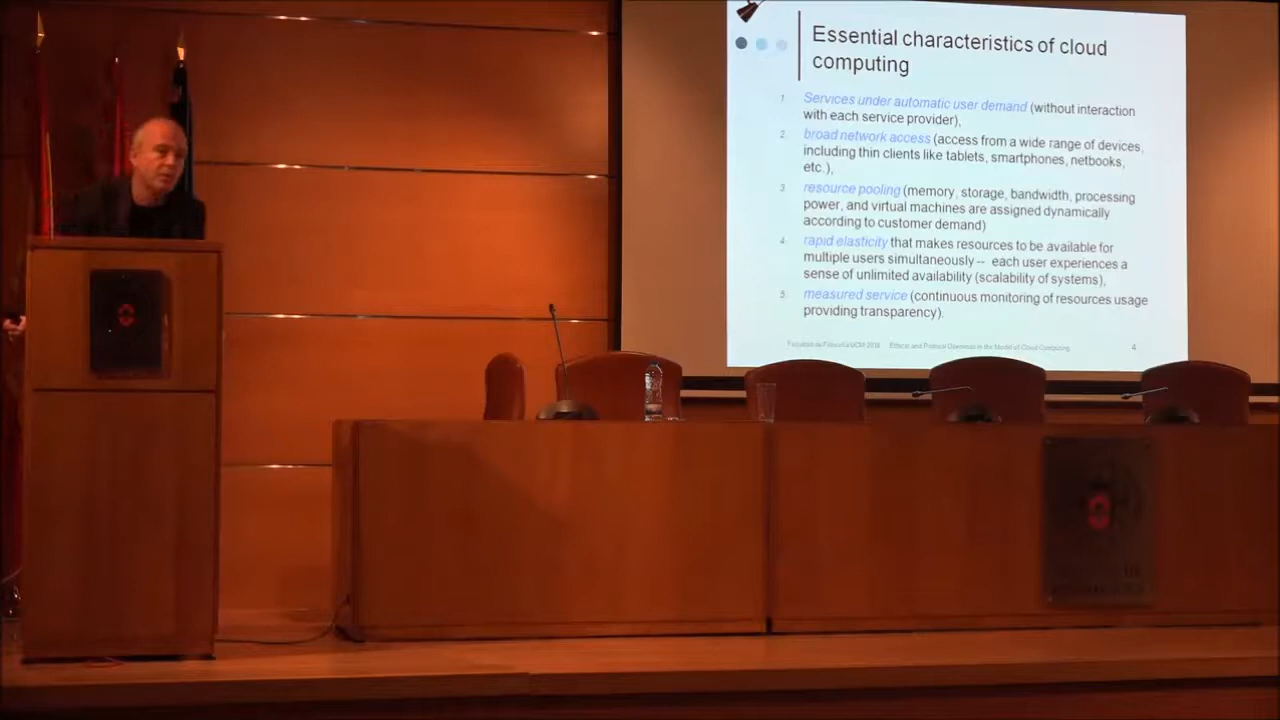 Essential characteristics of cloud
computing
1. Services under automatic user demand (without interaction
with each service provider),
2. broad network access (access from a wide range of devices,
including thin clients like tablets, smartphones, netbooks,
etc.),
3. resource pooling (memory, storage, bandwidth, processing
power, and virtual machines are assigned dynamically
according to customer demand)
4. rapid elasticity that makes resources to be available for
multiple users simultaneously -- each user experiences a
sense of unlimited availability (scalability of systems),
5. measured service (continuous monitoring of resources usage
providing transparency).
Ethical and Political Dilemmas in the Model of Cloud Computing 4